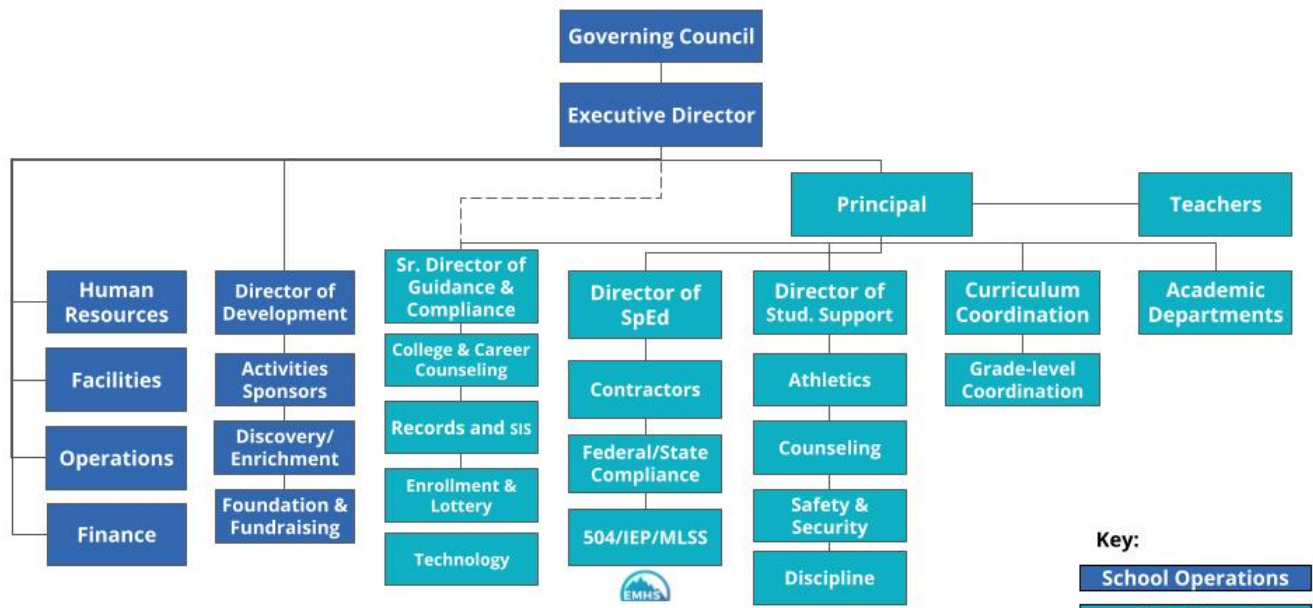 Governing Council
Executive Director
Principal
Teachers
Human
Resources
Facilities
Operations
Finance
Director of
Development
Activities
Sponsors
Discovery/
Enrichment
Foundation &
Fundraising
Sr. Director of
Guidance &
Compliance
College & Career
Counseling
Records and SIS
Enrollment &
Lottery
Technology
Director of
SpEd
Contractors
Federal/State
Compliance
504/IEP/MLSS
EMHS
Director of
Stud. Support
Athletics
Counseling
Safety &
Security
Discipline
Curriculum
Coordination
Grade-level
Coordination
Academic
Departments
Key:
School Operations